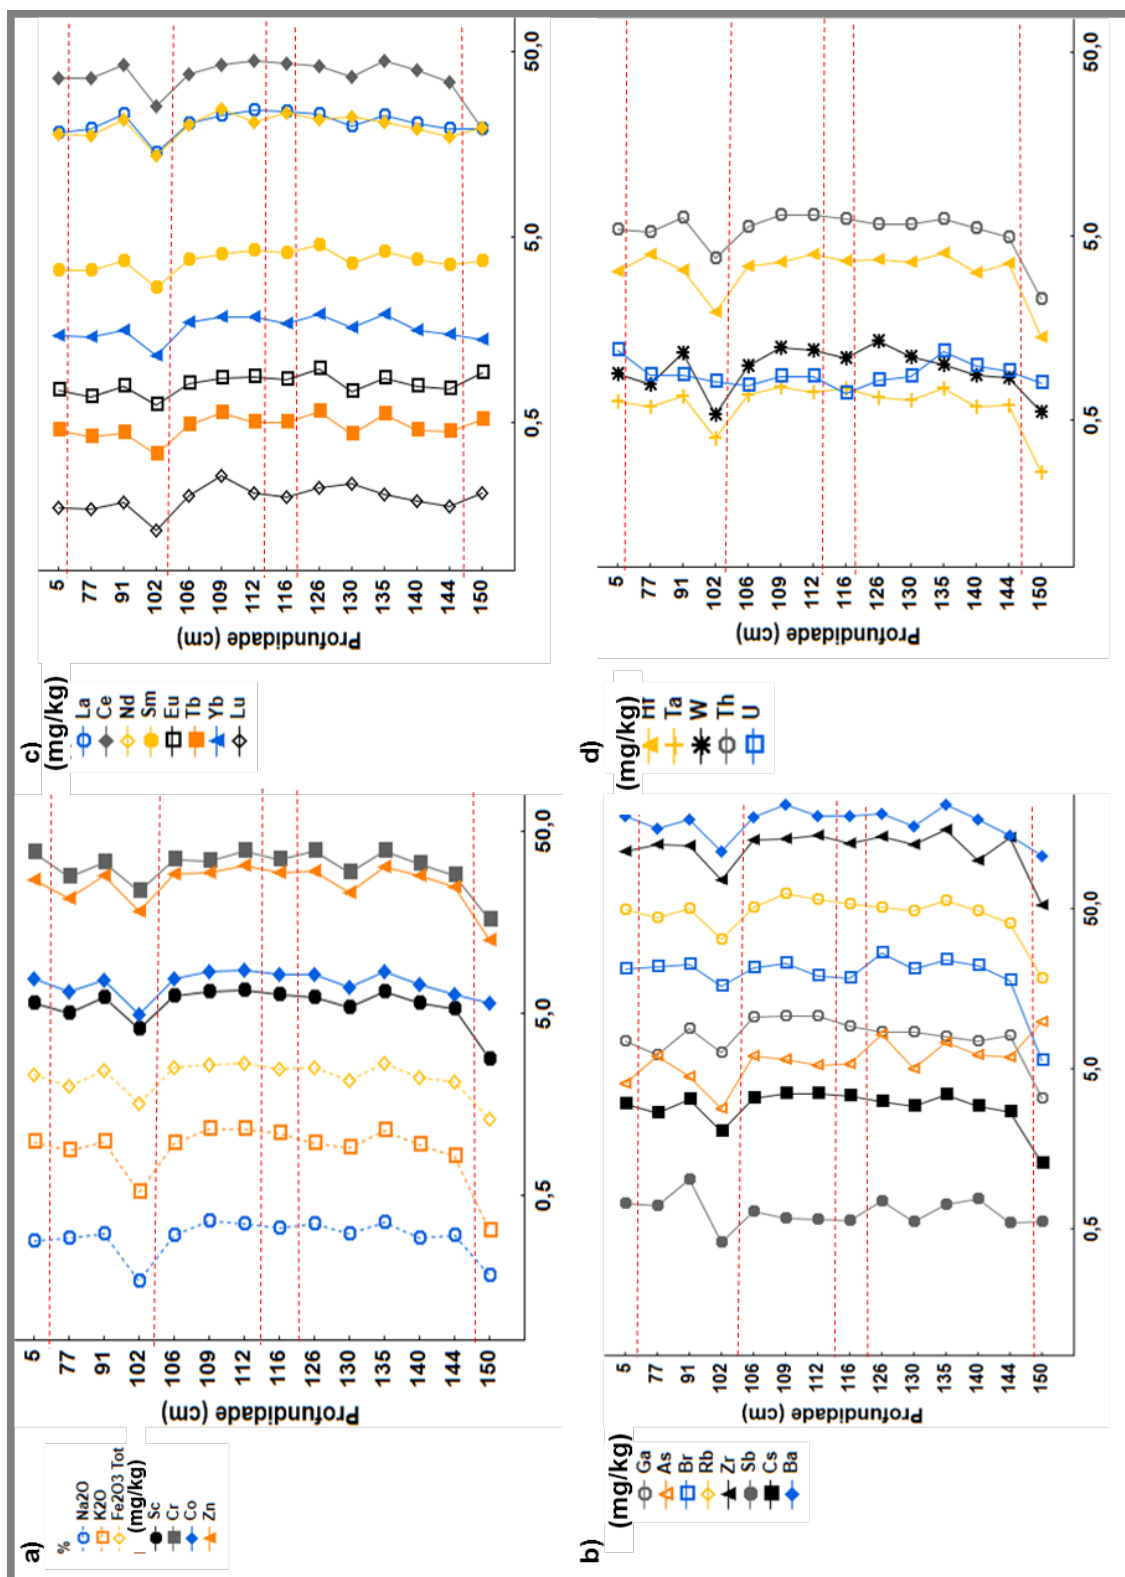 a)
%
Na2O
K2O
Fe2O3 Tot
(mg/kg)
Sc
Cr
Co
Zn
Profundidade (cm)
5
77
91
102
106
109
112
116
126
130
135
140
144
150
0,5
5,0
50,0
b)
(mg/kg)
Ga
As
Br
Rb
Zr
Sb
Cs
Ba
Profundidade (cm)
5
77
91
102
106
109
112
116
126
130
135
140
144
150
0,5
5,0
50,0
c)
(mg/kg)
La
Ce
Nd
Sm
Eu
Tb
Yb
Lu
Profundidade (cm)
5
77
91
102
106
109
112
116
126
130
135
140
144
150
0,5
5,0
50,0
d)
(mg/kg)
Hf
Ta
W
Th
U
Profundidade (cm)
5
77
91
102
106
109
112
116
126
130
135
140
144
150
0,5
5,0
50,0